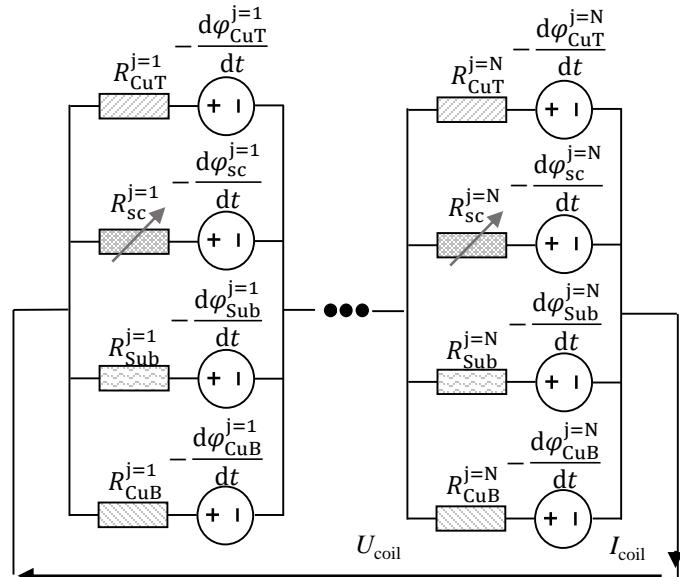 R_CuT^j=1 − dφ_CuT^j=1/dt + −
R_sc^j=1 − dφ_sc^j=1/dt + −
R_Sub^j=1 − dφ_Sub^j=1/dt + −
R_CuB^j=1 − dφ_CuB^j=1/dt + −
R_CuT^j=N − dφ_CuT^j=N/dt + −
R_sc^j=N − dφ_sc^j=N/dt + −
R_Sub^j=N − dφ_Sub^j=N/dt + −
R_CuB^j=N − dφ_CuB^j=N/dt + −
U_coil
I_coil